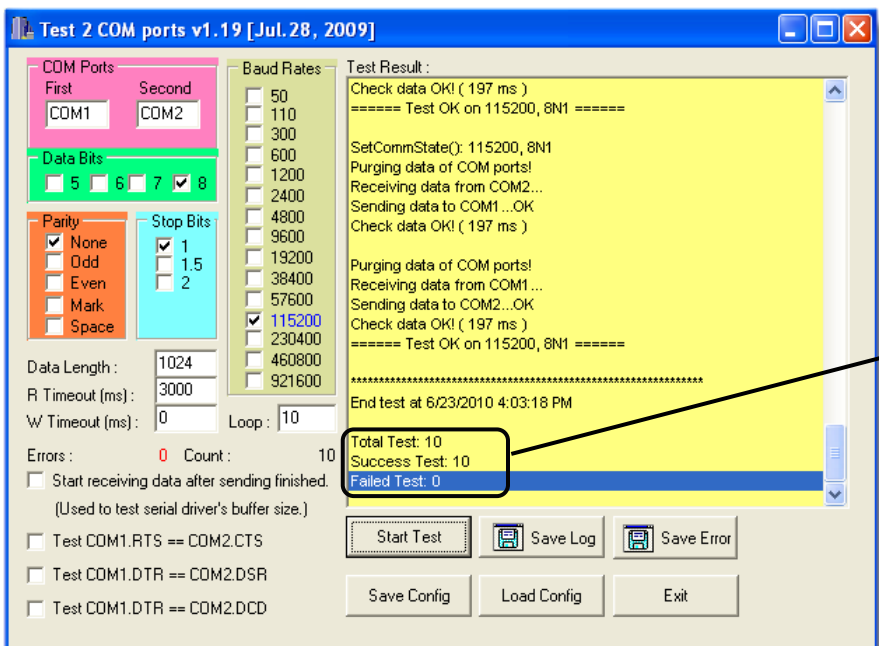 Test 2 COM ports v1.19 [Jul.28, 2009]
COM Ports
First Second
COM1 COM2
Data Bits
5 6 7 8
Parity
None
Odd
Even
Mark
Space
Stop Bits
1
1.5
2
Baud Rates
50
110
300
600
1200
2400
4800
9600
19200
38400
57600
115200
230400
460800
921600
Data Length : 1024
R Timeout (ms) : 3000
W Timeout (ms) : 0
Loop : 10
Errors : 0 Count : 10
Start receiving data after sending finished.
(Used to test serial driver's buffer size.)
Test COM1.RTS == COM2.CTS
Test COM1.DTR == COM2.DSR
Test COM1.DTR == COM2.DCD
Test Result :
Check data OK! ( 197 ms )
====== Test OK on 115200, 8N1 ======
SetCommState(): 115200, 8N1
Purging data of COM ports!
Receiving data from COM2...
Sending data to COM1...OK
Check data OK! ( 197 ms )
Purging data of COM ports!
Receiving data from COM1...
Sending data to COM2...OK
Check data OK! ( 197 ms )
====== Test OK on 115200, 8N1 ======
******************************************************************
End test at 6/23/2010 4:03:18 PM
Total Test: 10
Success Test: 10
Failed Test: 0
Start Test Save Log Save Error
Save Config Load Config Exit